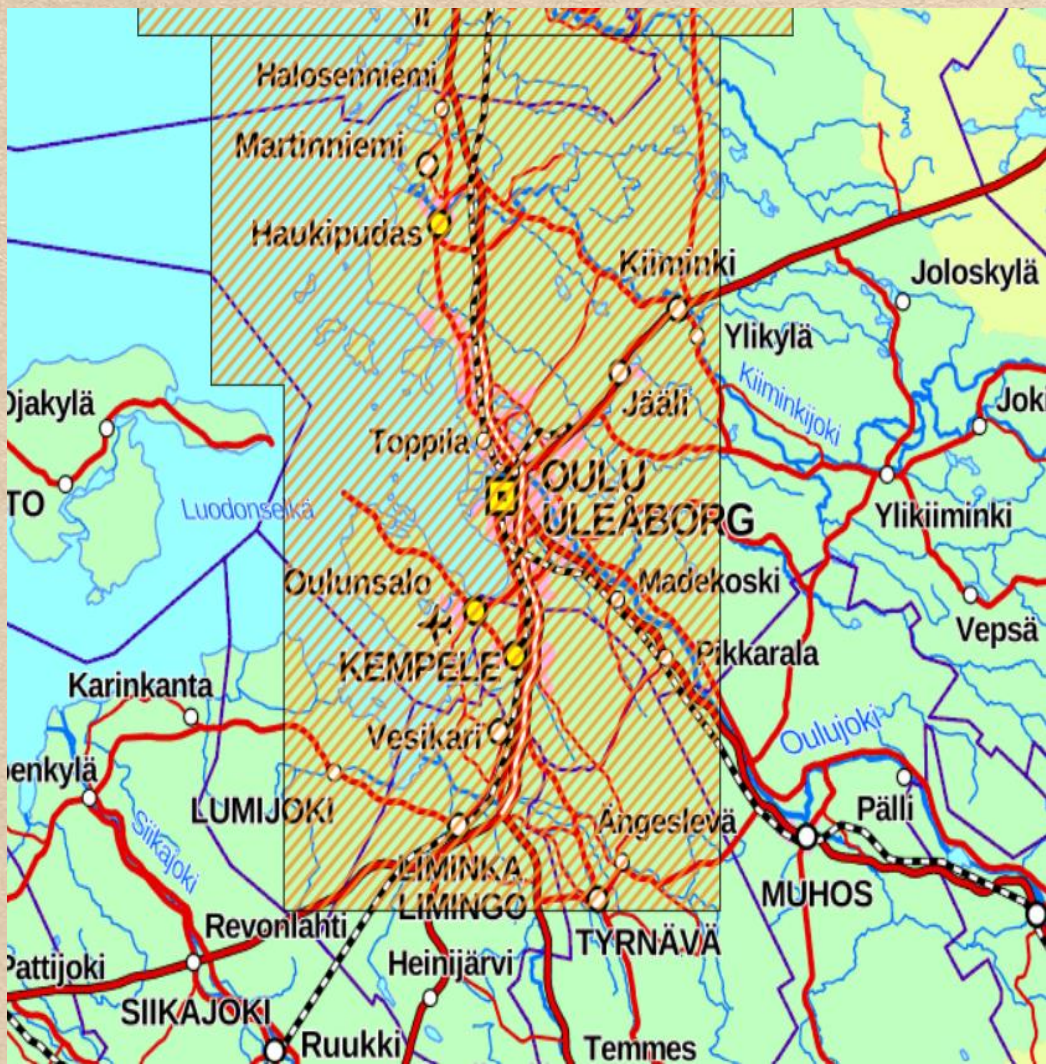 Halosenniemi
Martinniemi
Haukipudas
Kiiminki
Joloskylä
Ylikylä
Kiiminkijoki
Ojakylä
Jääli
Toppila
OULU
ULEÅBORG
Luodonselkä
Ylikiiminki
Oulunsalo
Madekoski
Vepsä
KEMPELE
Pikkarala
Karinkanta
Vesikari
Oulujoki
LUMIJOKI
Ängeslevä
Pälli
Siikajoki
LIMINKA
LIMINGO
MUHOS
Revonlahti
TYRNÄVÄ
Pattijoki
Heinijärvi
SIIKAJOKI
Ruukki
Temmes